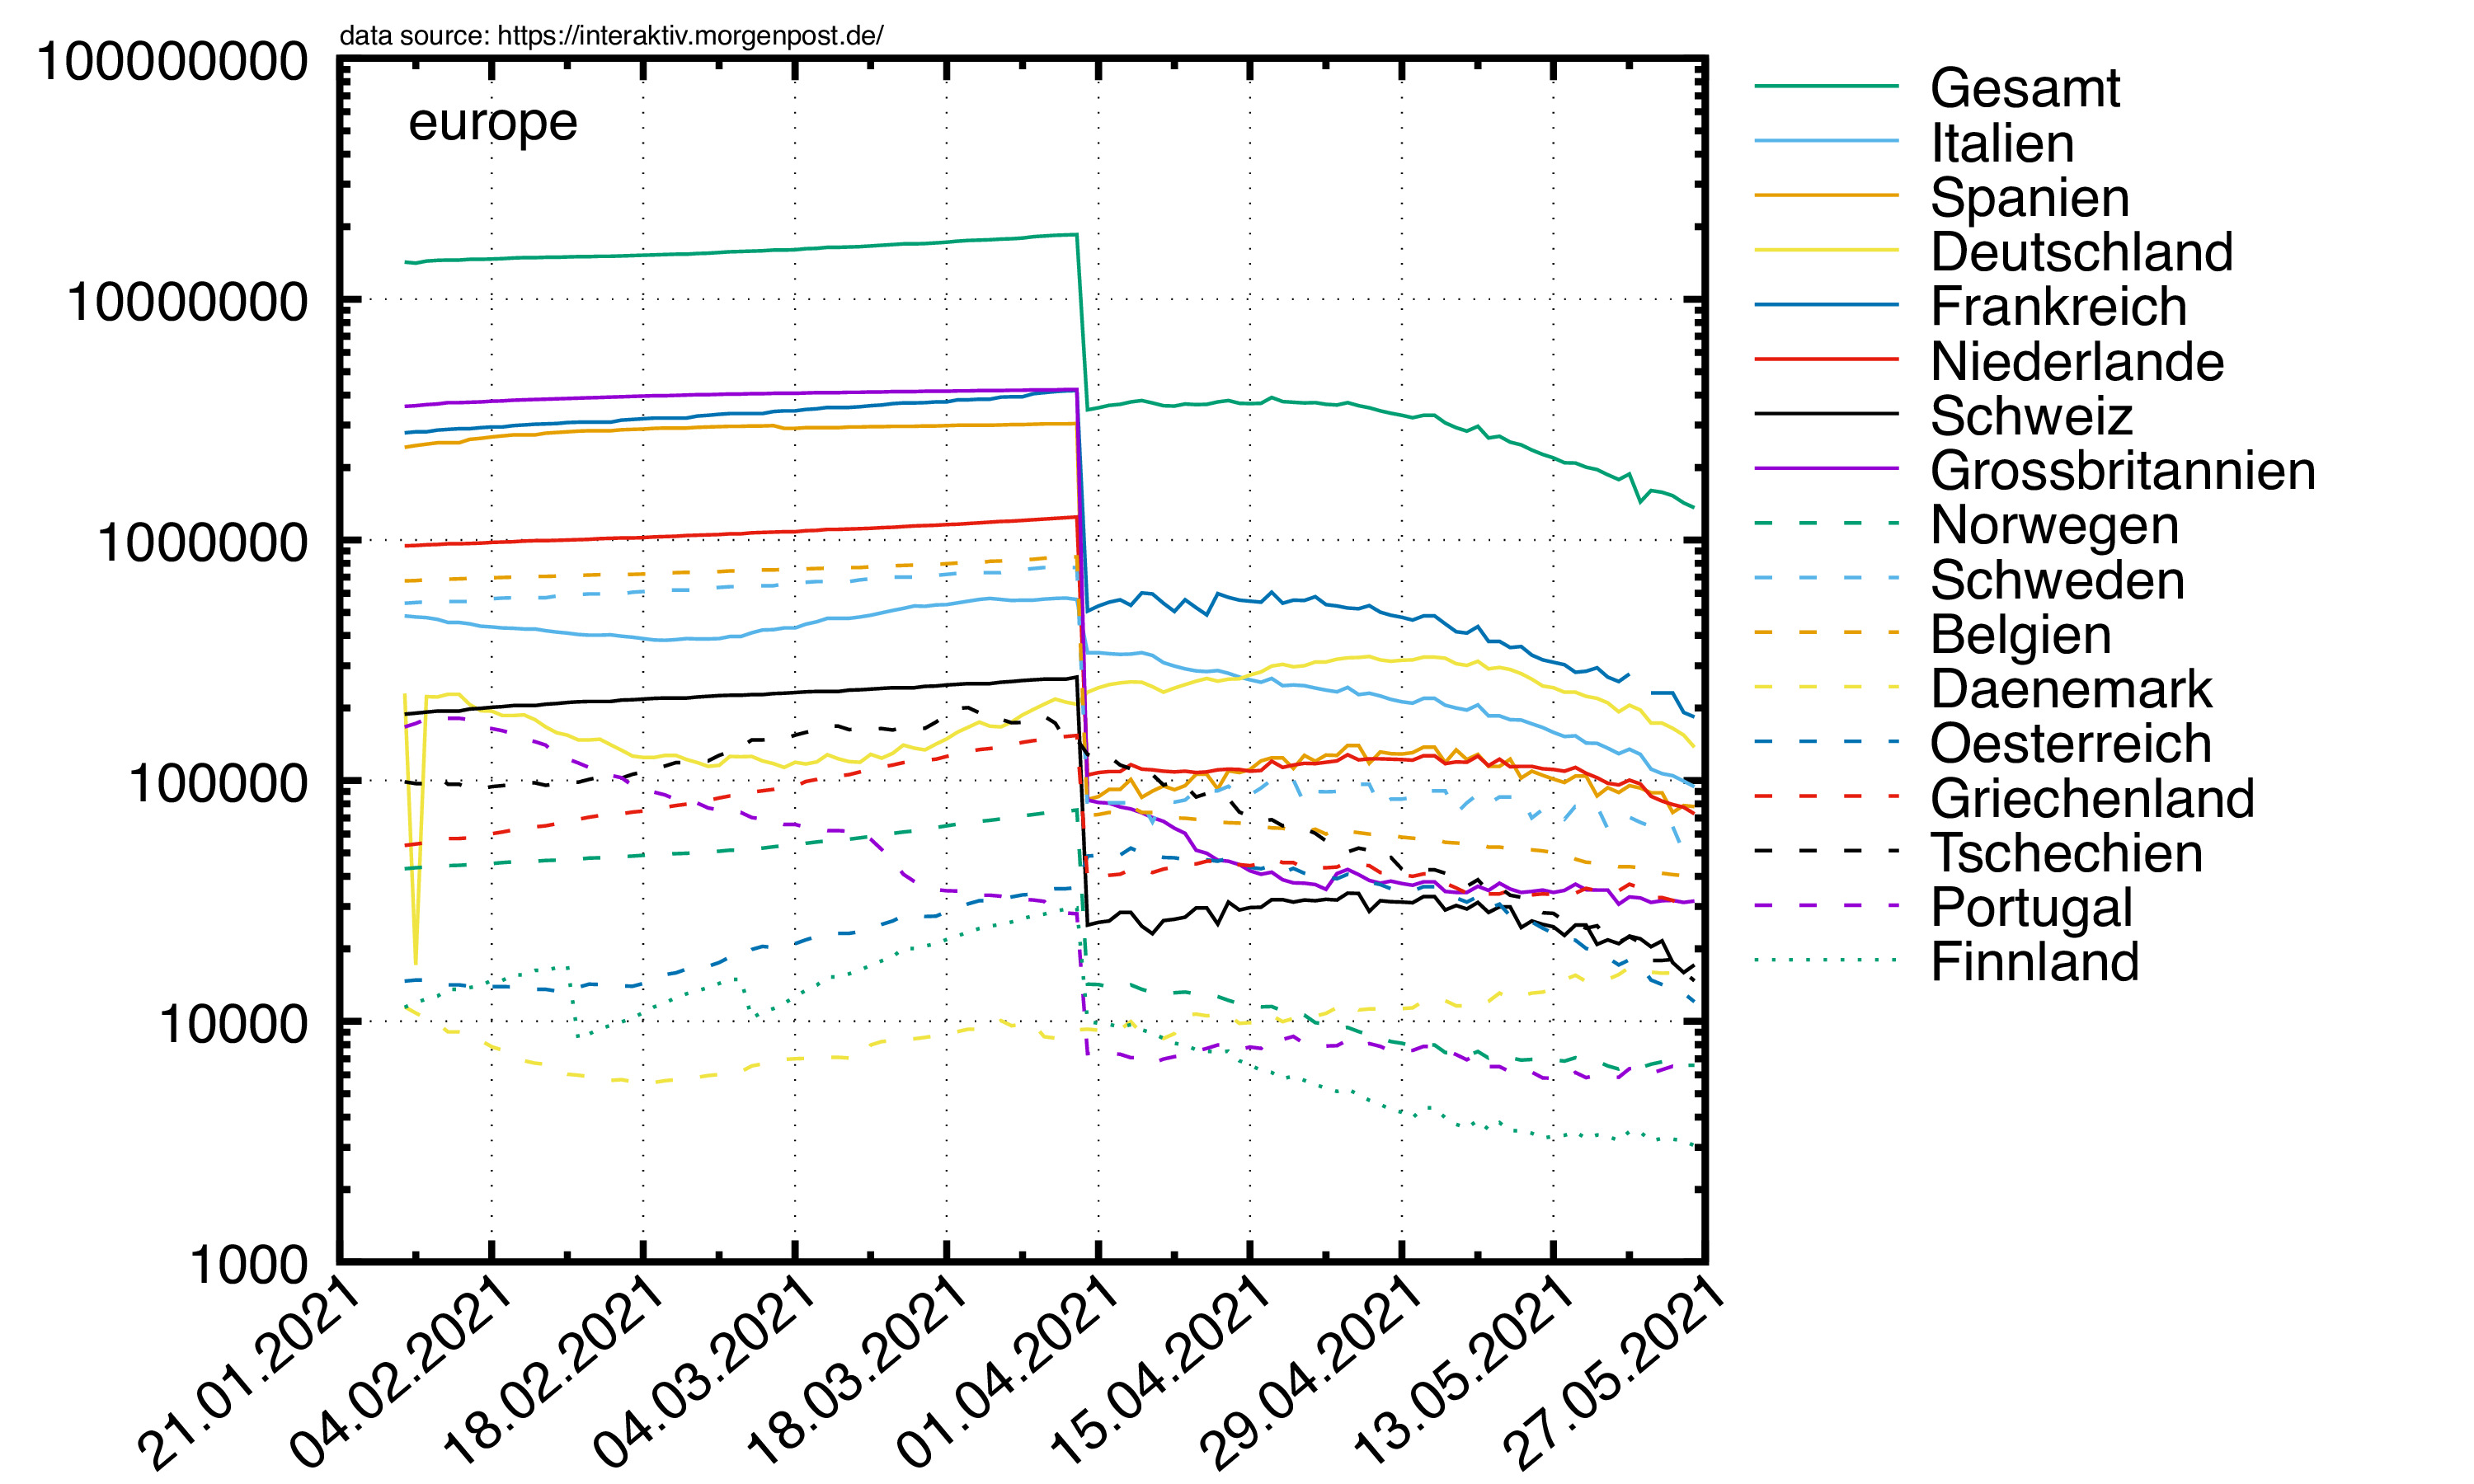 data source: https://interaktiv.morgenpost.de/
europe
100000000
10000000
1000000
100000
10000
1000
21.01.2021
04.02.2021
18.02.2021
04.03.2021
18.03.2021
01.04.2021
15.04.2021
29.04.2021
13.05.2021
27.05.2021
Gesamt
Italien
Spanien
Deutschland
Frankreich
Niederlande
Schweiz
Grossbritannien
Norwegen
Schweden
Belgien
Daenemark
Oesterreich
Griechenland
Tschechien
Portugal
Finnland